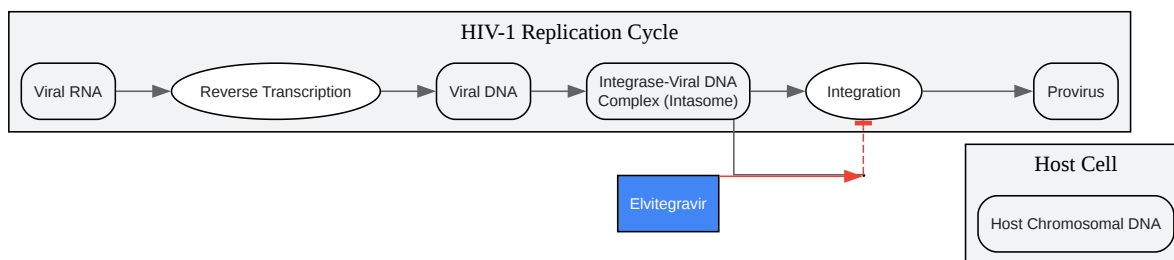 HIV-1 Replication Cycle
Viral RNA
Reverse Transcription
Viral DNA
Integrase-Viral DNA
Complex (Intasome)
Integration
Provirus
Elvitegravir
Host Cell
Host Chromosomal DNA